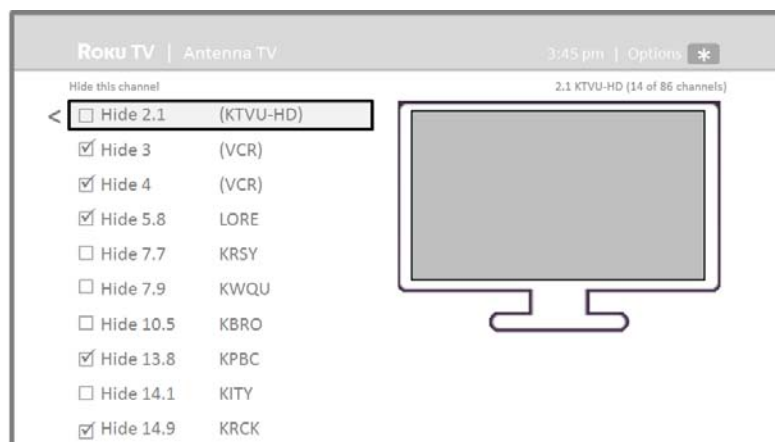 Roku TV | Antenna TV 3:45 pm | Options *
Hide this channel 2.1 KTVU-HD (14 of 86 channels)
< ☐ Hide 2.1 (KTVU-HD)
☑ Hide 3 (VCR)
☑ Hide 4 (VCR)
☑ Hide 5.8 LORE
☐ Hide 7.7 KRSY
☐ Hide 7.9 KWQU
☐ Hide 10.5 KBRO
☑ Hide 13.8 KPBC
☐ Hide 14.1 KITY
☑ Hide 14.9 KRCK